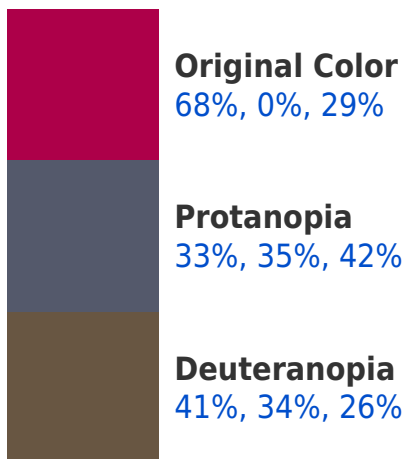 Original Color
68%, 0%, 29%
Protanopia
33%, 35%, 42%
Deuteranopia
41%, 34%, 26%